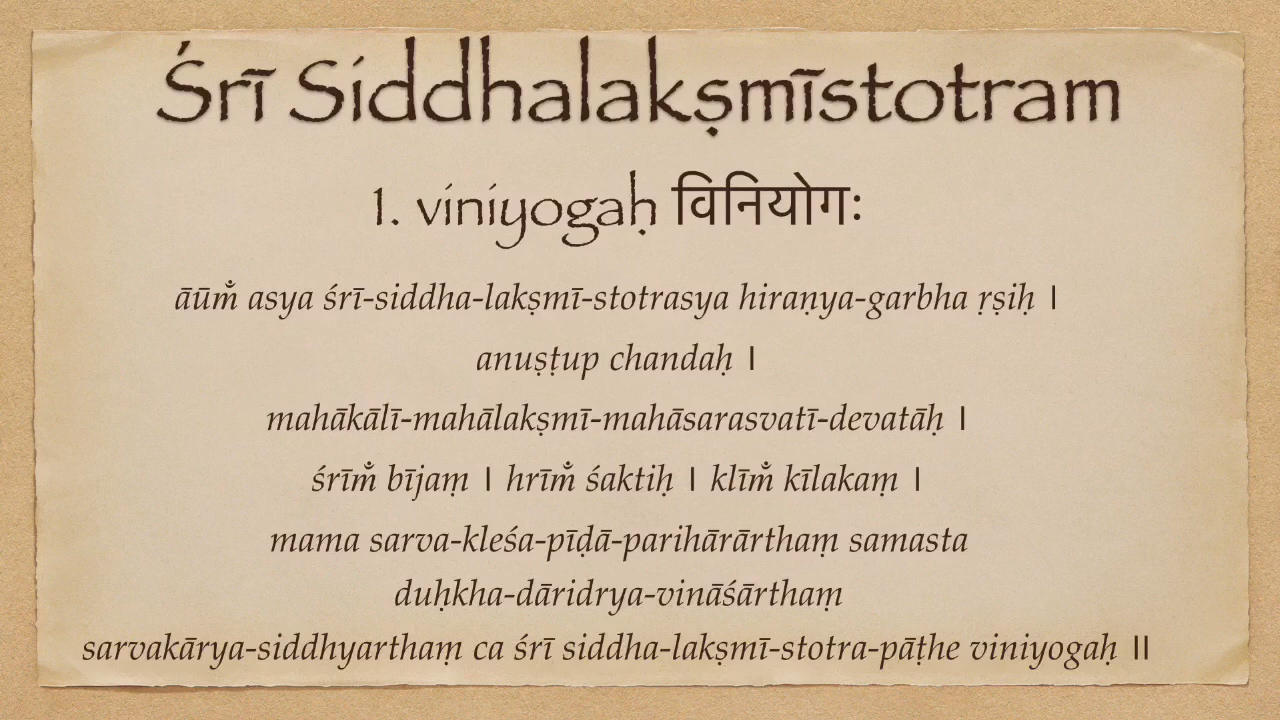 Śrī Siddhalakṣmīstotram
1. viniyogaḥ विनियोगः
āūm̐ asya śrī-siddha-lakṣmī-stotrasya hiraṇya-garbha ṛṣiḥ ।
anuṣṭup chandaḥ ।
mahākālī-mahālakṣmī-mahāsarasvatī-devatāḥ ।
śrīm̐ bījaṃ । hrīm̐ śaktiḥ । klīm̐ kīlakaṃ ।
mama sarva-kleśa-pīḍā-parihārārthaṃ samasta
duḥkha-dāridrya-vināśārthaṃ
sarvakārya-siddhyarthaṃ ca śrī siddha-lakṣmī-stotra-pāṭhe viniyogaḥ ॥